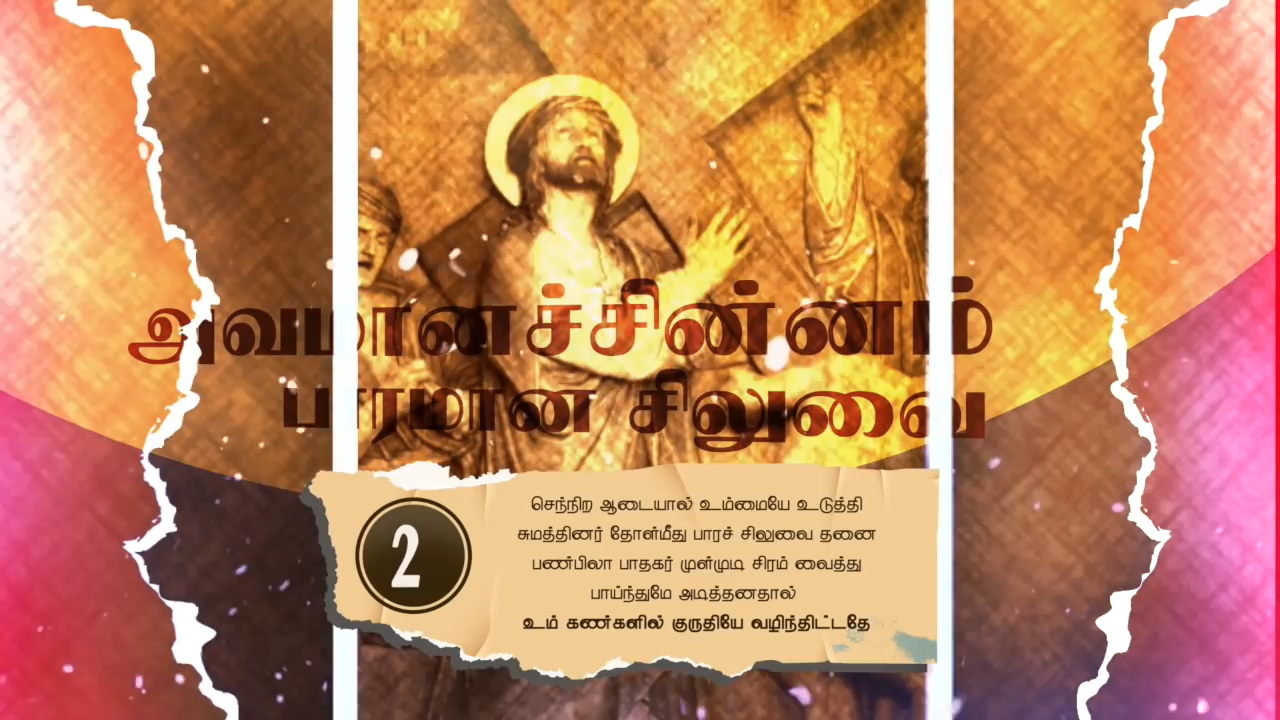 அவமானச்சின்னம்
பாரமான சிலுவை
2
செந்நிற ஆடையால் உம்மையே உடுத்தி
சுமத்தினர் தோள்மீது பாரச் சிலுவை தனை
பண்பிலா பாதகர் முள்முடி சிரம் வைத்து
பாய்ந்துமே அடித்தனதால்
உம் கண்களில் குருதியே வழிந்திட்டதே